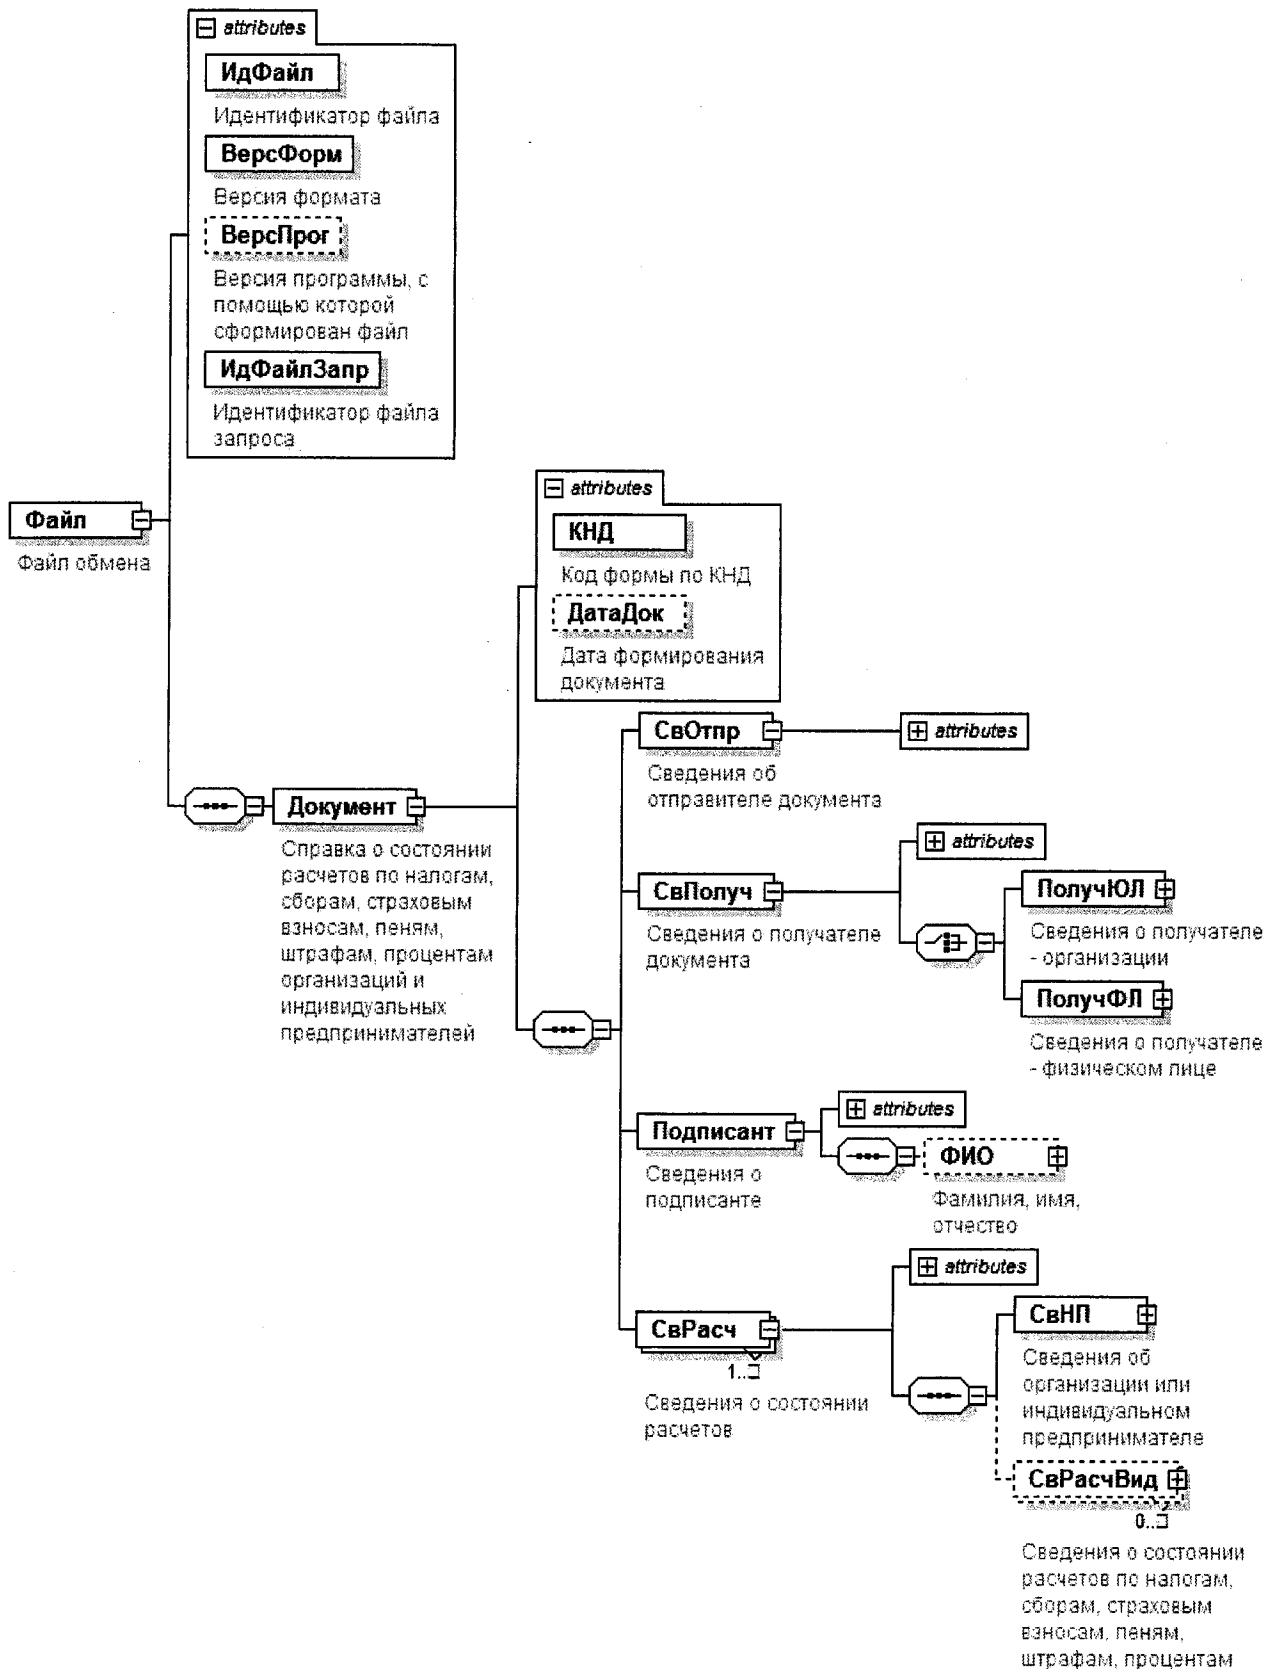 attributes
ИдФайл
Идентификатор файла
ВерсФорм
Версия формата
ВерсПрог
Версия программы, с
помощью которой
сформирован файл
ИдФайлЗапр
Идентификатор файла
запроса
Файл
Файл обмена
attributes
КНД
Код формы по КНД
ДатаДок
Дата формирования
документа
Документ
Справка о состоянии
расчетов по налогам,
сборам, страховым
взносам, пеням,
штрафам, процентам
организаций и
индивидуальных
предпринимателей
СвОтпр
attributes
Сведения об
отправителе документа
СвПолуч
attributes
Сведения о получателе
документа
ПолучЮЛ
Сведения о получателе
- организации
ПолучФЛ
Сведения о получателе
- физическом лице
Подписант
attributes
Сведения о
подписанте
ФИО
Фамилия, имя,
отчество
СвРасч
1..
attributes
Сведения о состоянии
расчетов
СвНП
Сведения об
организации или
индивидуальном
предпринимателе
СвРасчВид
0..
Сведения о состоянии
расчетов по налогам,
сборам, страховым
взносам, пеням,
штрафам, процентам